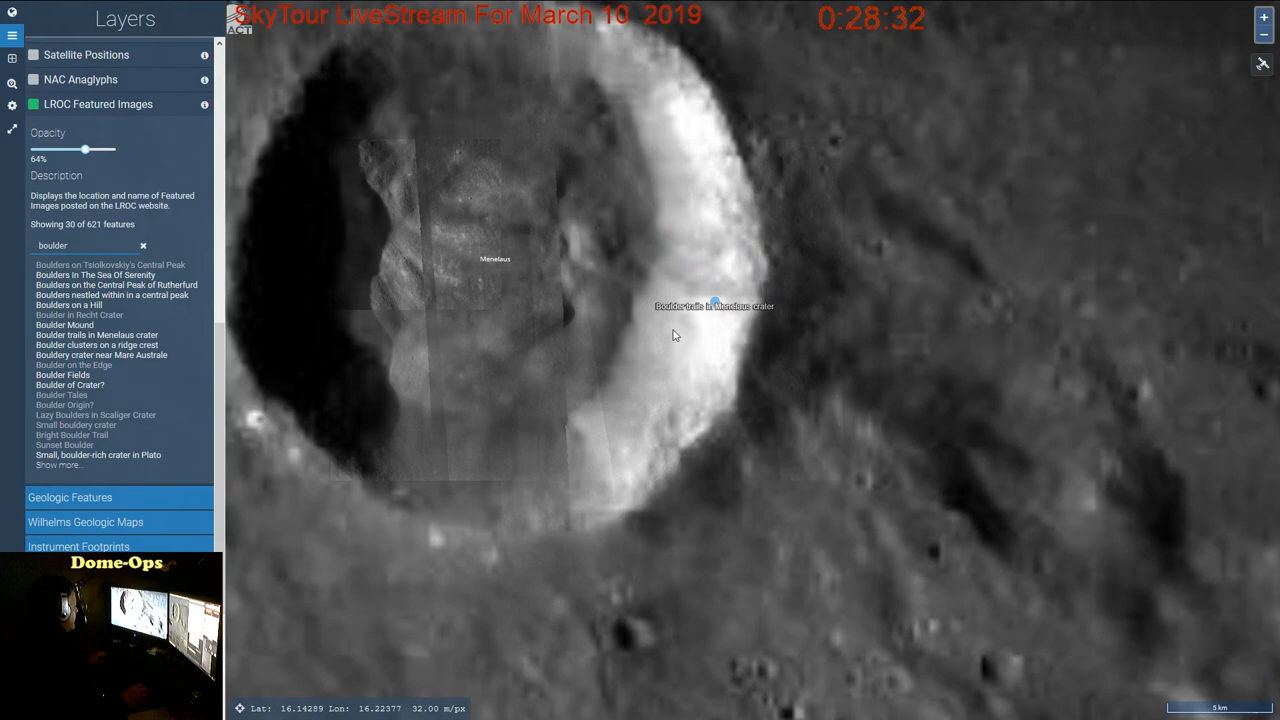 Layers
Satellite Positions
NAC Anaglyphs
LROC Featured Images
Opacity
64%
Description
Displays the location and name of Featured
Images posted on the LROC website.
Showing 30 of 621 features
boulder
Boulders on Tsiolkovskiy's Central Peak
Boulders In The Sea Of Serenity
Boulders on the Central Peak of Rutherfurd
Boulders nestled within in a central peak
Boulders on a Hill
Boulder in Recht Crater
Boulder Mound
Boulder trails in Menelaus crater
Boulder clusters on a ridge crest
Bouldery crater near Mare Australe
Boulder on the Edge
Boulder Fields
Boulder of Crater?
Boulder Tales
Boulder Origin?
Lazy Boulders in Scaliger Crater
Small bouldery crater
Bright Boulder Trail
Sunset Boulder
Small, boulder-rich crater in Plato
Show more...
Geologic Features
Wilhelms Geologic Maps
Instrument Footprints
Dome-Ops
SkyTour LiveStream For March 10 2019
0:28:32
ACT
Menelaus
Boulder trails in Menelaus crater
Lat: 16.14289 Lon: 16.22377 32.00 m/px
5 km